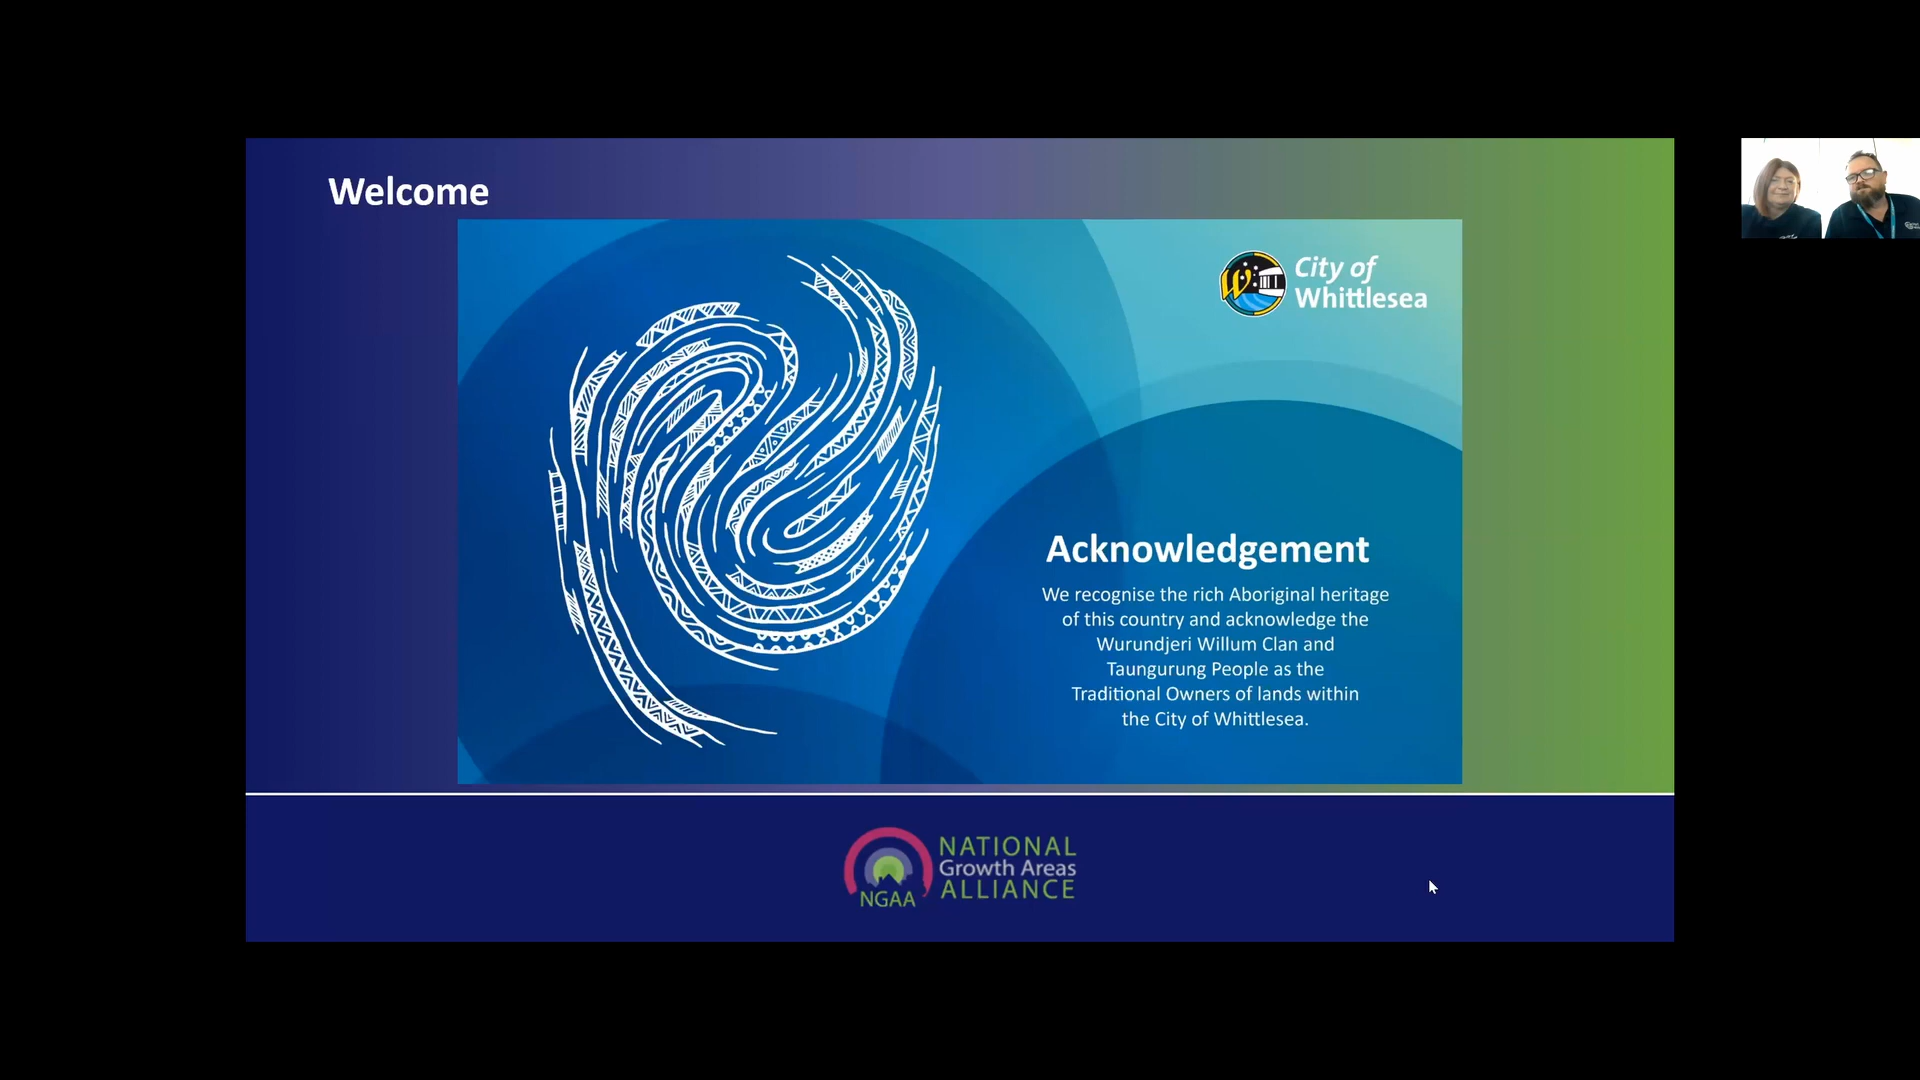 Welcome
City of
Whittlesea
Acknowledgement
We recognise the rich Aboriginal heritage
of this country and acknowledge the
Wurundjeri Willum Clan and
Taungurung People as the
Traditional Owners of lands within
the City of Whittlesea.
NGAA
NATIONAL
Growth Areas
ALLIANCE